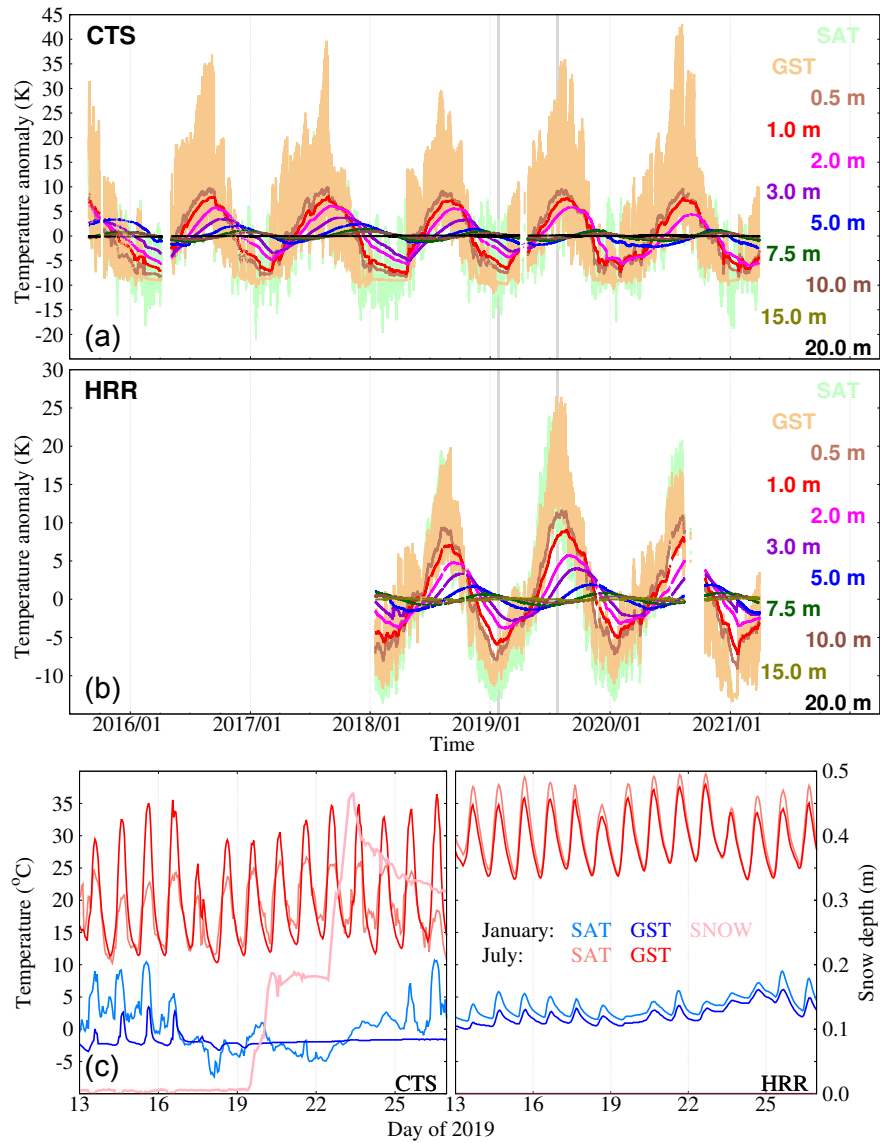 45
40
35
30
25
20
15
10
5
0
-5
-10
-15
-20
Temperature anomaly (K)
CTS
SAT
GST
0.5 m
1.0 m
2.0 m
3.0 m
5.0 m
7.5 m
10.0 m
15.0 m
20.0 m
(a)
30
25
20
15
10
5
0
-5
-10
Temperature anomaly (K)
HRR
SAT
GST
0.5 m
1.0 m
2.0 m
3.0 m
5.0 m
7.5 m
10.0 m
15.0 m
20.0 m
(b)
2016/01 2017/01 2018/01 2019/01 2020/01 2021/01
Time
35
30
25
20
15
10
5
0
-5
Temperature (°C)
(c)
CTS
13 16 19 22 25
January: SAT GST SNOW
July: SAT GST
HRR
13 16 19 22 25
0.5
0.4
0.3
0.2
0.1
0.0
Snow depth (m)
Day of 2019